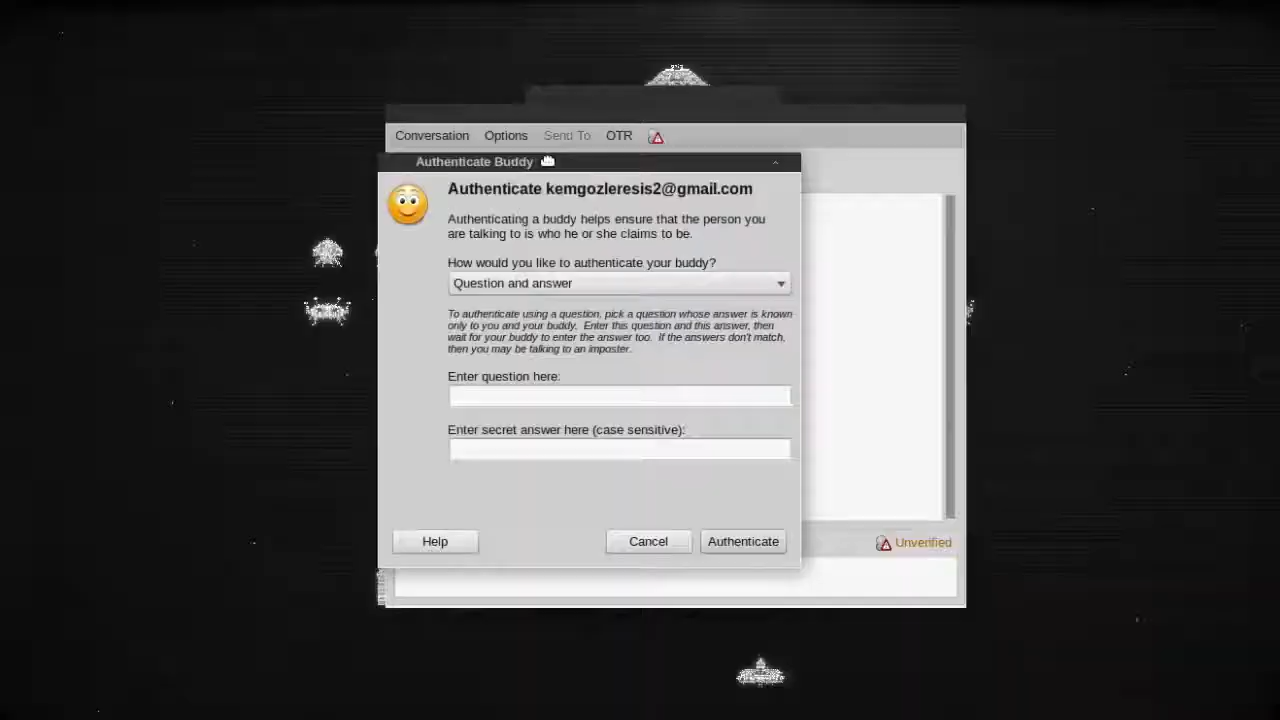 Conversation Options Send To OTR
Authenticate Buddy
Authenticate kemgozleresis2@gmail.com
Authenticating a buddy helps ensure that the person you
are talking to is who he or she claims to be.
How would you like to authenticate your buddy?
Question and answer
To authenticate using a question, pick a question whose answer is known
only to you and your buddy. Enter this question and this answer, then
wait for your buddy to enter the answer too. If the answers don't match,
then you may be talking to an imposter.
Enter question here:
Enter secret answer here (case sensitive):
Help Cancel Authenticate
Unverified